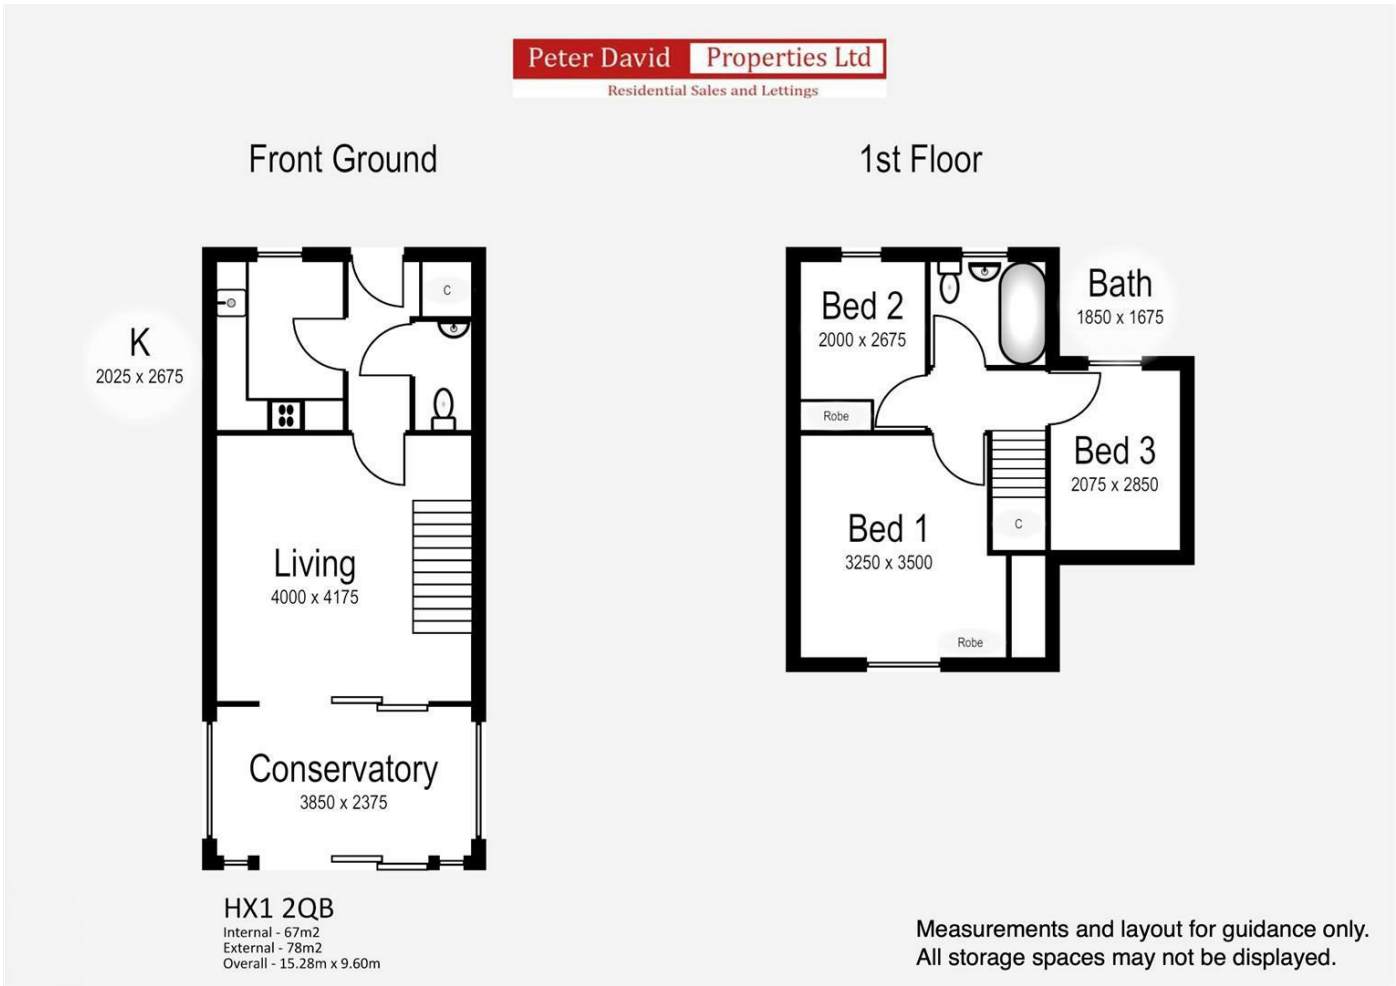 Peter David Properties Ltd
Residential Sales and Lettings
Front Ground
1st Floor
K
2025 x 2675
C
Living
4000 x 4175
Conservatory
3850 x 2375
Bed 2
2000 x 2675
Robe
Bath
1850 x 1675
Bed 3
2075 x 2850
Bed 1
3250 x 3500
C
Robe
HX1 2QB
Internal - 67m2
External - 78m2
Overall - 15.28m x 9.60m
Measurements and layout for guidance only.
All storage spaces may not be displayed.